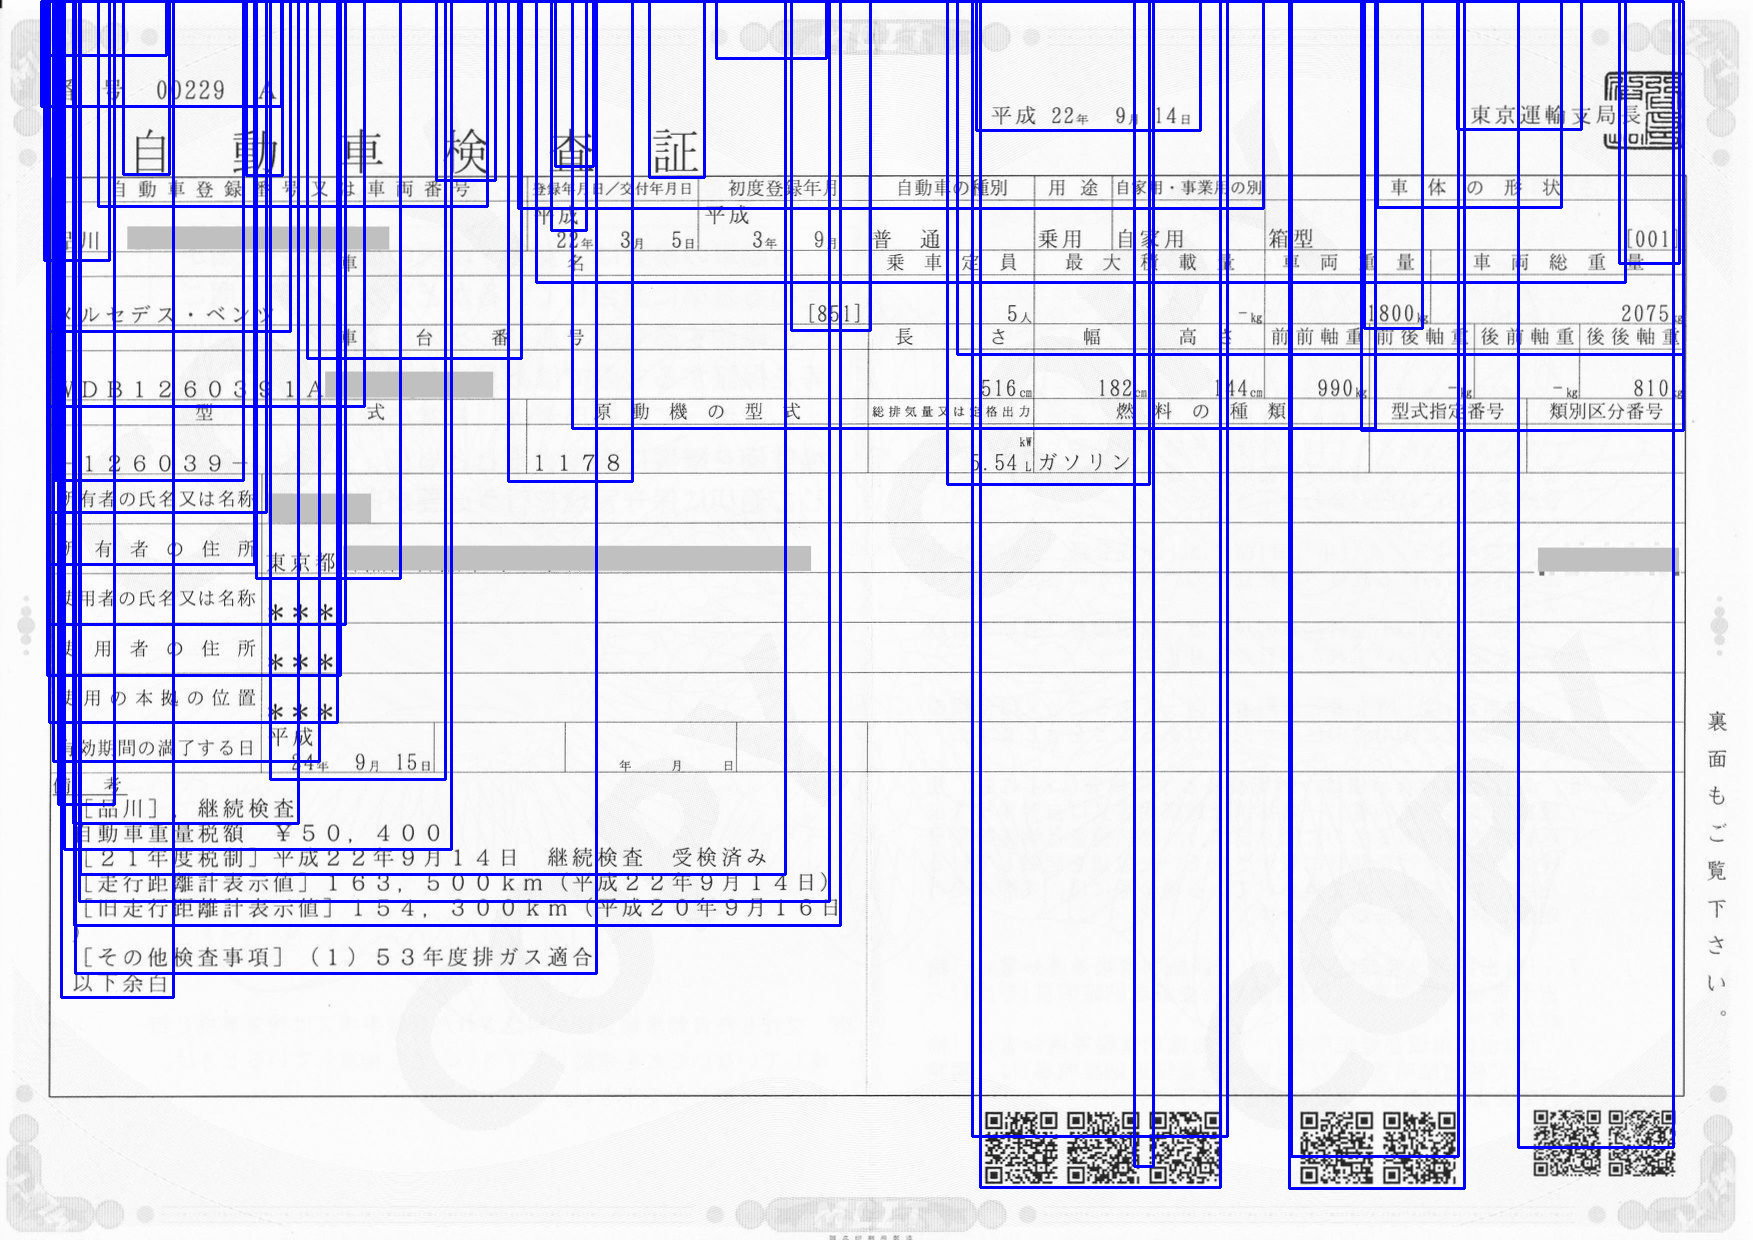 番号 00229 A
平成 22年 9月 14日
東京運輸支局長
自動車検査証
自動車登録番号又は車両番号 登録年月日／交付年月日 初度登録年月 自動車の種別 用途 自家用・事業用の別 車体の形状
平成 平成
品川 22年 3月 5日 3年 9月 普通 乗用 自家用 箱型 [001]
車名 乗車定員 最大積載量 車両重量 車両総重量
メルセデス・ベンツ [851] 5人 -kg 1800kg 2075kg
車台番号 長さ 幅 高さ 前前軸重 前後軸重 後前軸重 後後軸重
WDB1260391A 516cm 182cm 144cm 990kg -kg -kg 810kg
型式 原動機の型式 総排気量又は定格出力 燃料の種類 型式指定番号 類別区分番号
-126039- 1178 kW 5.54L ガソリン
所有者の氏名又は名称
所有者の住所 東京都
使用者の氏名又は名称 ***
使用者の住所 ***
使用の本拠の位置 ***
有効期間の満了する日 平成 24年 9月 15日 年 月 日
備考
［品川］，継続検査
自動車重量税額 ￥50，400
［21年度税制］平成22年9月14日 継続検査 受検済み
［走行距離計表示値］163，500km（平成22年9月14日）
［旧走行距離計表示値］154，300km（平成20年9月16日
）
［その他検査事項］（1）53年度排ガス適合
以下余白
裏面もご覧下さい。